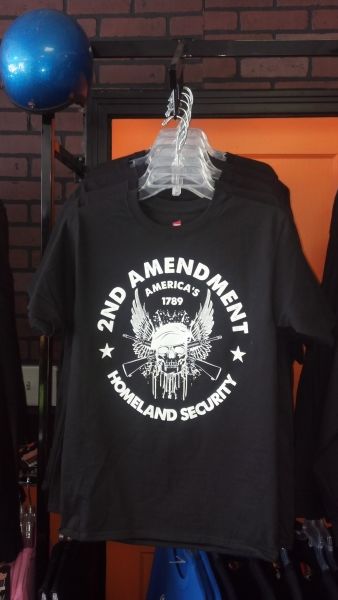 2ND AMENDMENT
AMERICA'S
1789
HOMELAND SECURITY